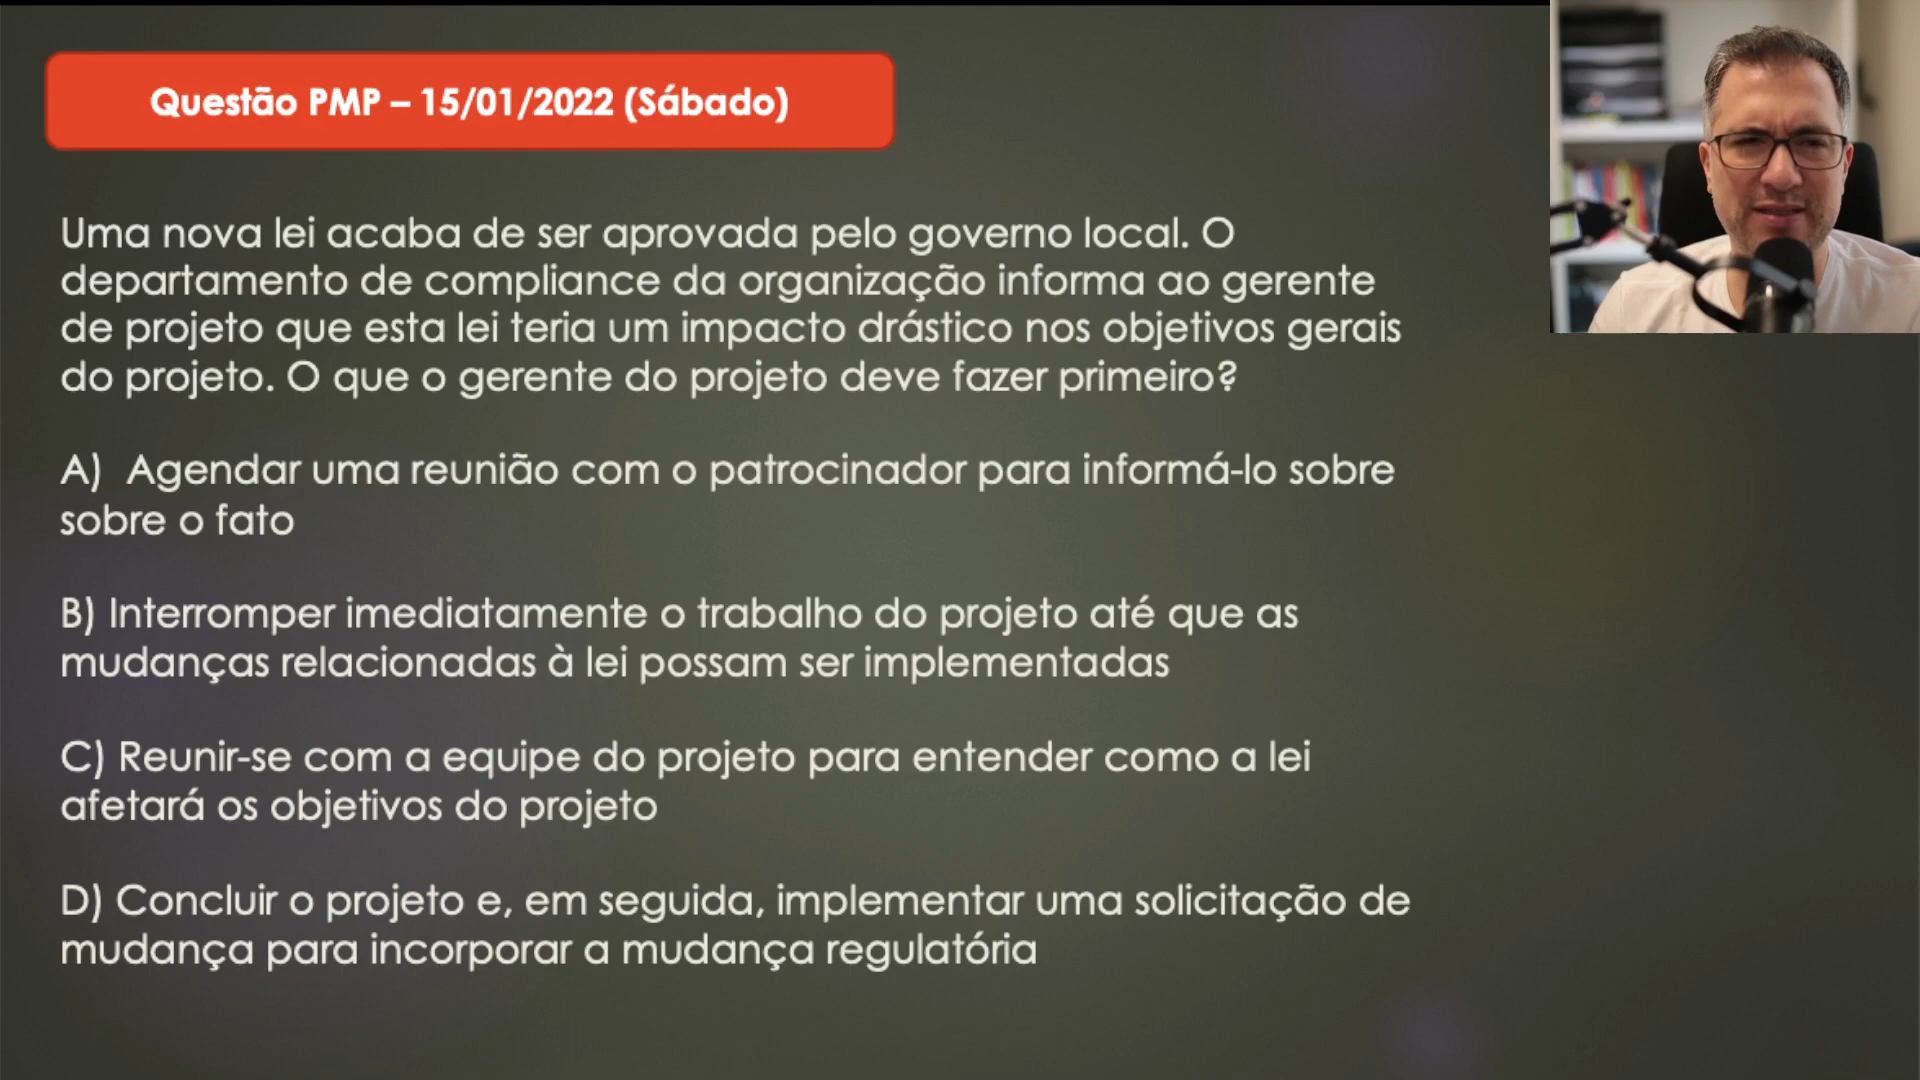 Questão PMP – 15/01/2022 (Sábado)
Uma nova lei acaba de ser aprovada pelo governo local. O
departamento de compliance da organização informa ao gerente
de projeto que esta lei teria um impacto drástico nos objetivos gerais
do projeto. O que o gerente do projeto deve fazer primeiro?
A) Agendar uma reunião com o patrocinador para informá-lo sobre
sobre o fato
B) Interromper imediatamente o trabalho do projeto até que as
mudanças relacionadas à lei possam ser implementadas
C) Reunir-se com a equipe do projeto para entender como a lei
afetará os objetivos do projeto
D) Concluir o projeto e, em seguida, implementar uma solicitação de
mudança para incorporar a mudança regulatória